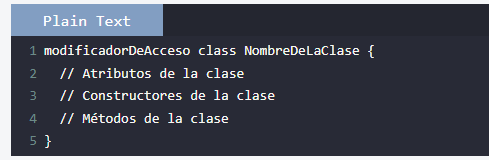 Plain Text
1 modificadorDeAcceso class NombreDeLaClase {
2 // Atributos de la clase
3 // Constructores de la clase
4 // Métodos de la clase
5 }